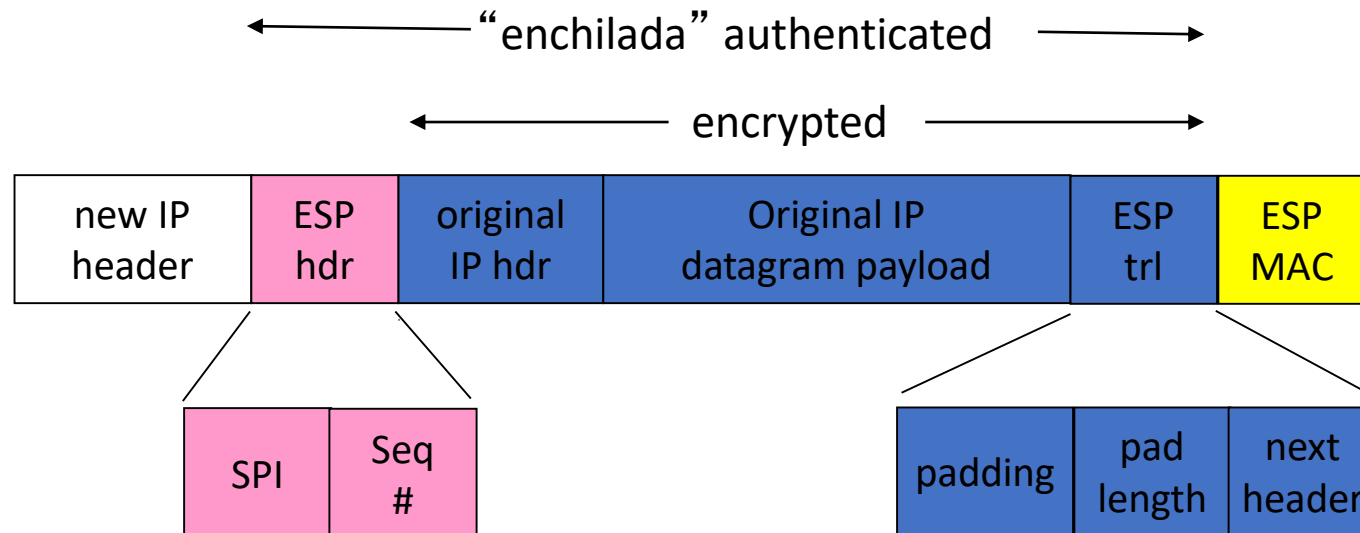 “enchilada” authenticated
encrypted
new IP
header
ESP
hdr
original
IP hdr
Original IP
datagram payload
ESP
trl
ESP
MAC
SPI
Seq
#
padding
pad
length
next
header